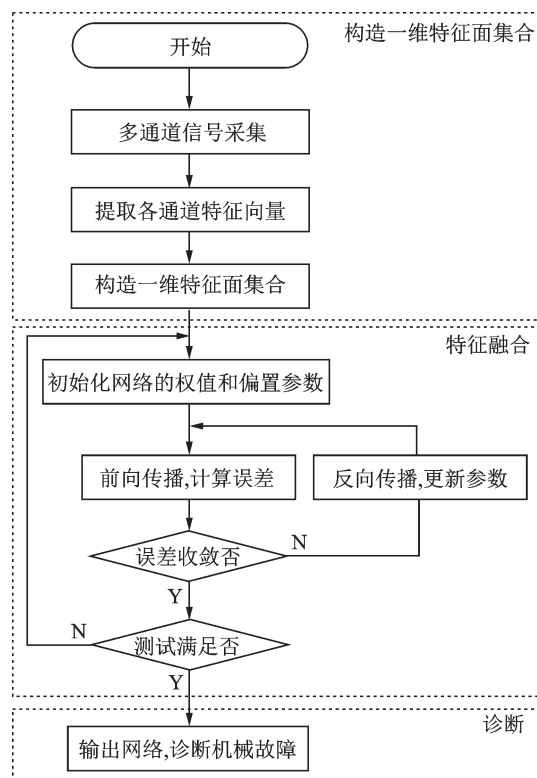 构造一维特征面集合
开始
多通道信号采集
提取各通道特征向量
构造一维特征面集合
特征融合
初始化网络的权值和偏置参数
前向传播,计算误差
反向传播,更新参数
误差收敛否
N
Y
测试满足否
N
Y
诊断
输出网络,诊断机械故障